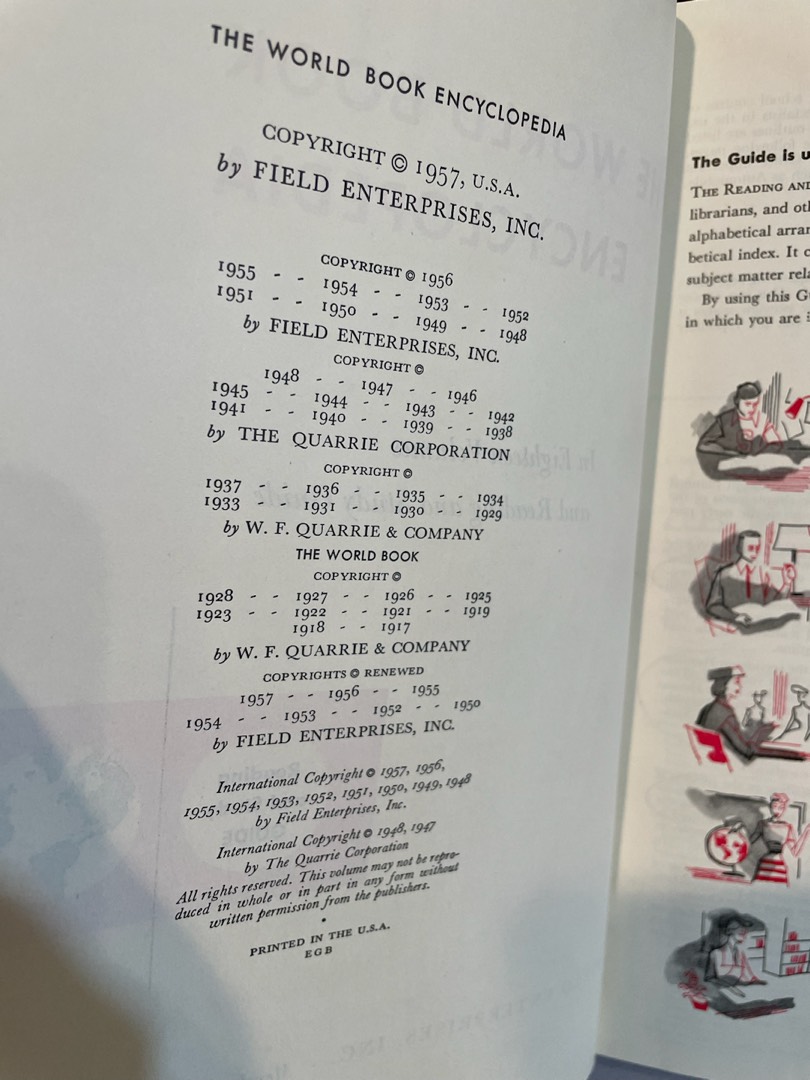 THE WORLD BOOK ENCYCLOPEDIA
COPYRIGHT © 1957, U.S.A.
by FIELD ENTERPRISES, INC.
COPYRIGHT © 1956
1955 - - 1954 - - 1953 - - 1952
1951 - - 1950 - - 1949 - - 1948
by FIELD ENTERPRISES, INC.
COPYRIGHT ©
1948 - - 1947 - - 1946
1945 - - 1944 - - 1943 - - 1942
1941 - - 1940 - - 1939 - - 1938
by THE QUARRIE CORPORATION
COPYRIGHT ©
1937 - - 1936 - - 1935 - - 1934
1933 - - 1931 - - 1930 - - 1929
by W. F. QUARRIE & COMPANY
THE WORLD BOOK
COPYRIGHT ©
1928 - - 1927 - - 1926 - - 1925
1923 - - 1922 - - 1921 - - 1919
1918 - - 1917
by W. F. QUARRIE & COMPANY
COPYRIGHTS © RENEWED
1957 - - 1956 - - 1955
1954 - - 1953 - - 1952 - - 1950
by FIELD ENTERPRISES, INC.
International Copyright © 1957, 1956,
1955, 1954, 1953, 1952, 1951, 1950, 1949, 1948
by Field Enterprises, Inc.
International Copyright © 1948, 1947
by The Quarrie Corporation
All rights reserved. This volume may not be repro-
duced in whole or in part in any form without
written permission from the publishers.
PRINTED IN THE U.S.A.
EGB
The Guide is u
THE READING AND
librarians, and ot
alphabetical arra
betical index. It c
subject matter rela
By using this G
in which you are i